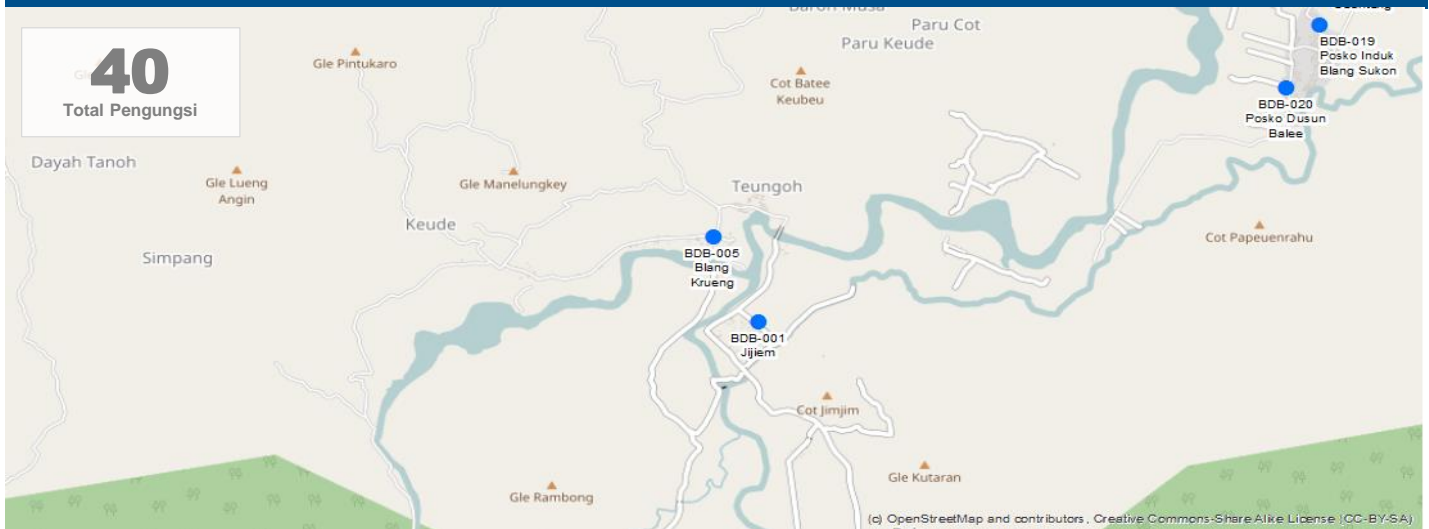 Paru Cot
Paru Keude
BDB-019
Posko Induk
Blang Sukon
40
Total Pengungsi
Gle Pintukaro
Cot Batee
Keubeu
BDB-020
Posko Dusun
Balee
Dayah Tanoh
Gle Lueng
Angin
Gle Manelungkey
Teungoh
Keude
Simpang
BDB-005
Blang
Krueng
Cot Papeuenrahu
BDB-001
Jijiem
Cot Jimjim
Gle Kutaran
Gle Rambong
(c) OpenStreetMap and contributors, Creative Commons-Share Alike License (CC-BY-SA)